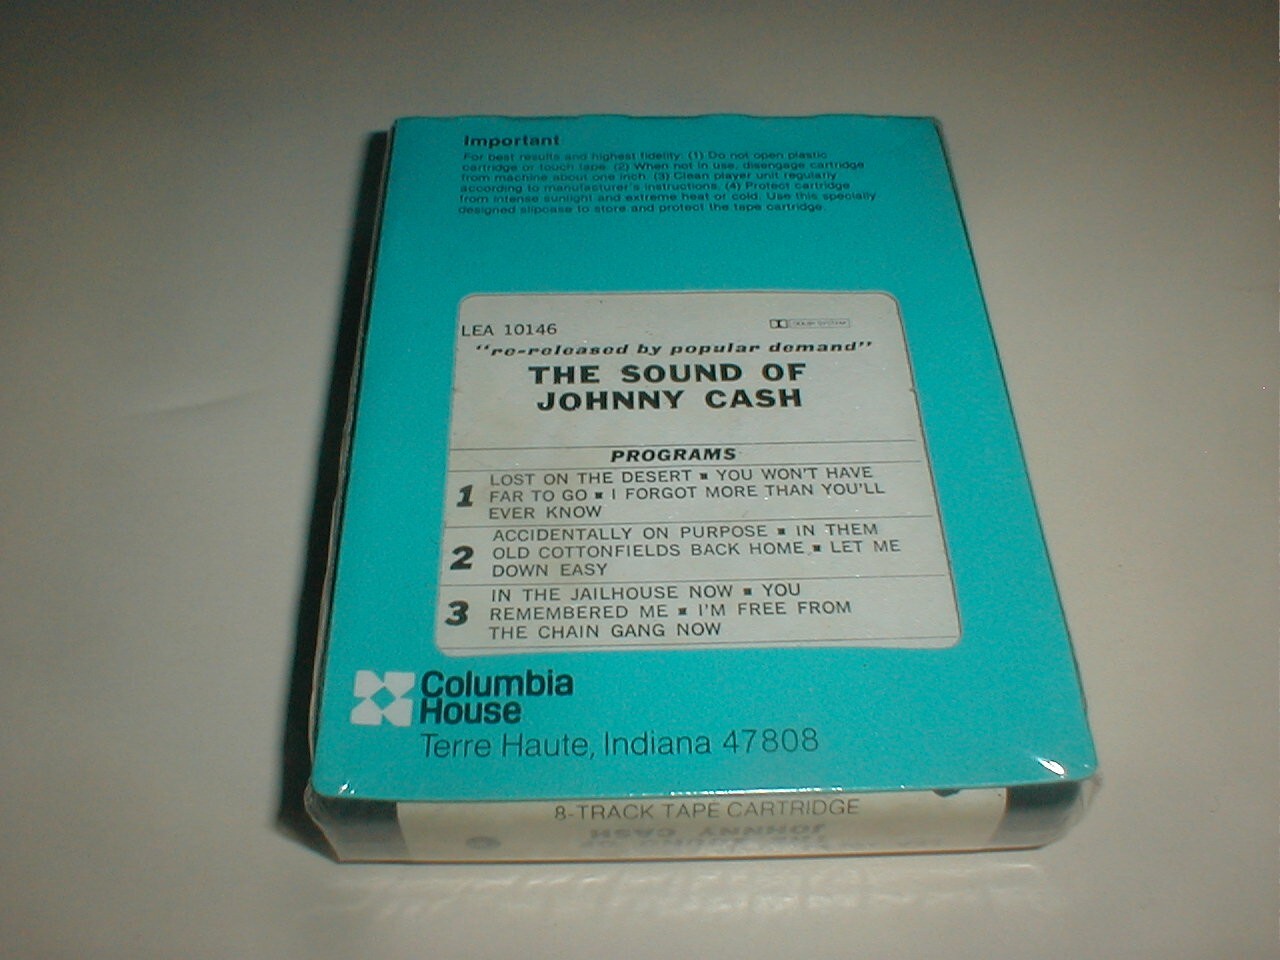 Important
For best results and highest fidelity: (1) Do not open plastic
cartridge or touch tape. (2) When not in use, disengage cartridge
from machine about one inch. (3) Clean player unit regularly
according to manufacturer's instructions. (4) Protect cartridge
from intense sunlight and extreme heat or cold. Use this specially
designed slipcase to store and protect the tape cartridge.
LEA 10146
DOLBY SYSTEM
"re-released by popular demand"
THE SOUND OF
JOHNNY CASH
PROGRAMS
1
LOST ON THE DESERT ▪ YOU WON'T HAVE
FAR TO GO ▪ I FORGOT MORE THAN YOU'LL
EVER KNOW
2
ACCIDENTALLY ON PURPOSE ▪ IN THEM
OLD COTTONFIELDS BACK HOME ▪ LET ME
DOWN EASY
3
IN THE JAILHOUSE NOW ▪ YOU
REMEMBERED ME ▪ I'M FREE FROM
THE CHAIN GANG NOW
Columbia
House
Terre Haute, Indiana 47808
8-TRACK TAPE CARTRIDGE
JOHNNY CASH